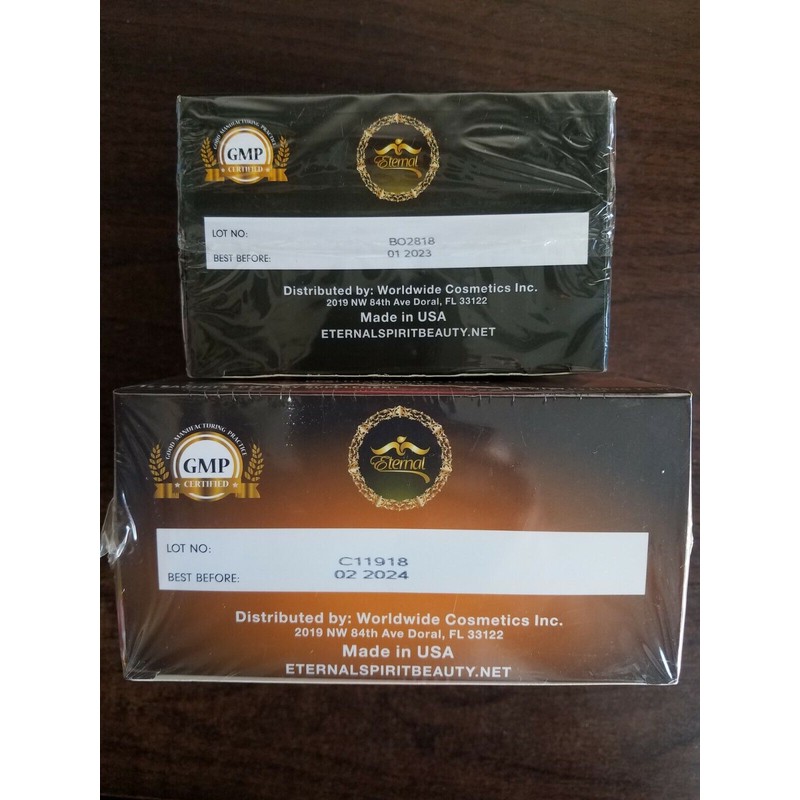 GOOD MANUFACTURING PRACTICE
GMP
CERTIFIED
Eternal
LOT NO:
BO2818
BEST BEFORE:
01 2023
Distributed by: Worldwide Cosmetics Inc.
2019 NW 84th Ave Doral, FL 33122
Made in USA
ETERNALSPIRITBEAUTY.NET
GOOD MANUFACTURING PRACTICE
GMP
CERTIFIED
Eternal
LOT NO:
C11918
BEST BEFORE:
02 2024
Distributed by: Worldwide Cosmetics Inc.
2019 NW 84th Ave Doral, FL 33122
Made in USA
ETERNALSPIRITBEAUTY.NET